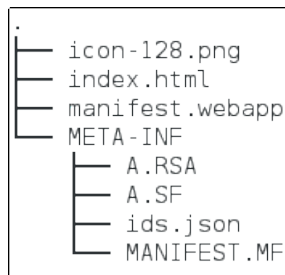 .
icon-128.png
index.html
manifest.webapp
META-INF
A.RSA
A.SF
ids.json
MANIFEST.MF